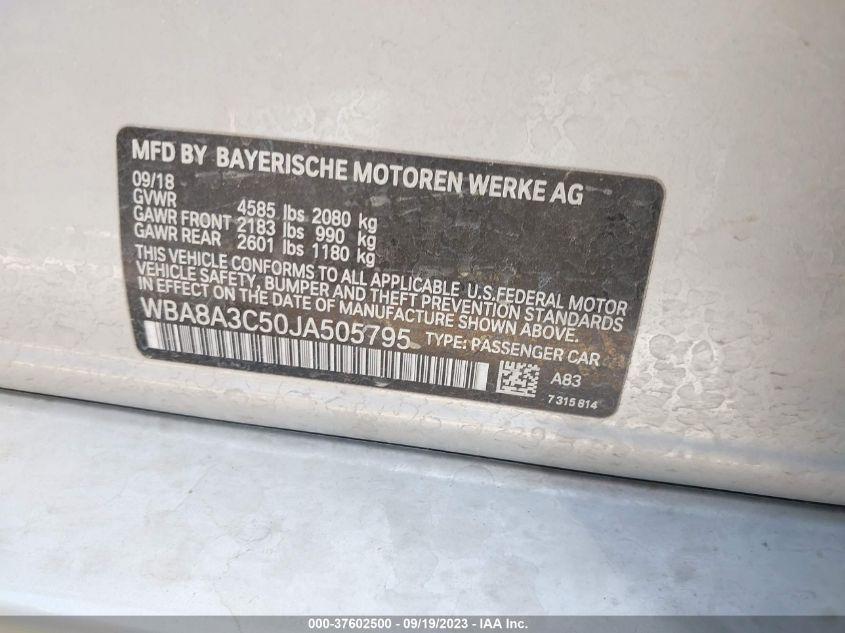 MFD BY BAYERISCHE MOTOREN WERKE AG
09/18
GVWR 4585 lbs 2080 kg
GAWR FRONT 2183 lbs 990 kg
GAWR REAR 2601 lbs 1180 kg
THIS VEHICLE CONFORMS TO ALL APPLICABLE U.S.FEDERAL MOTOR
VEHICLE SAFETY, BUMPER AND THEFT PREVENTION STANDARDS
IN EFFECT ON THE DATE OF MANUFACTURE SHOWN ABOVE.
WBA8A3C50JA505795 TYPE: PASSENGER CAR
A83
7315814
000-37602500 - 09/19/2023 - IAA Inc.